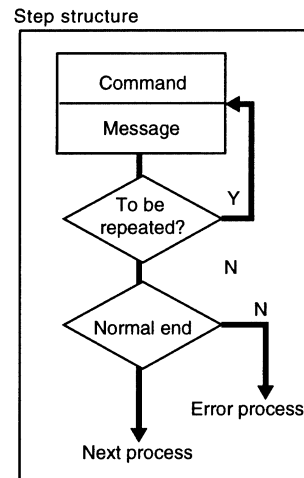 Step structure
Command
Message
To be
repeated?
Y
N
Normal end
N
Error process
Next process